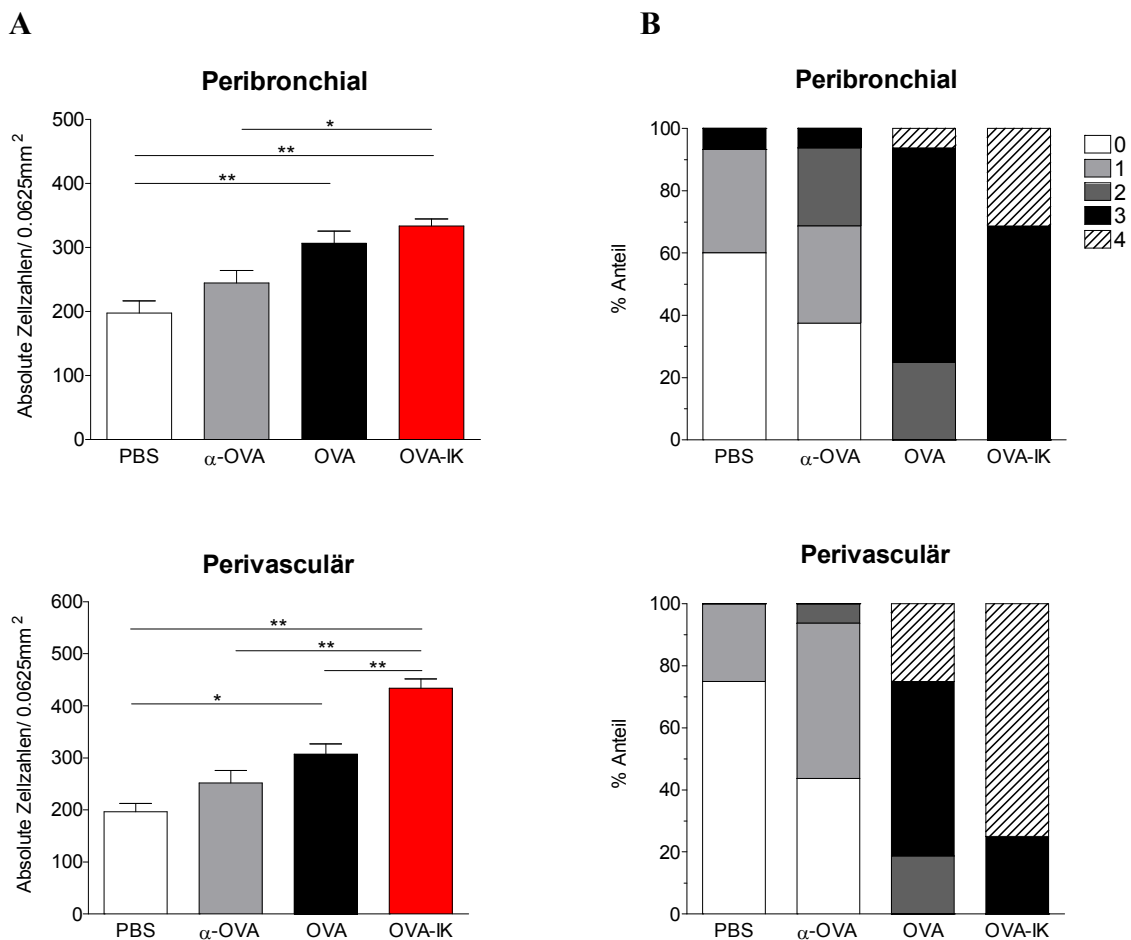 A
Peribronchial
Absolute Zellzahlen/ 0.0625mm²
500
400
300
200
100
0
*
**
**
PBS α-OVA OVA OVA-IK
B
Peribronchial
% Anteil
100
80
60
40
20
0
PBS α-OVA OVA OVA-IK
0
1
2
3
4
Perivasculär
Absolute Zellzahlen/ 0.0625mm²
600
500
400
300
200
100
0
**
**
**
*
PBS α-OVA OVA OVA-IK
Perivasculär
% Anteil
100
80
60
40
20
0
PBS α-OVA OVA OVA-IK